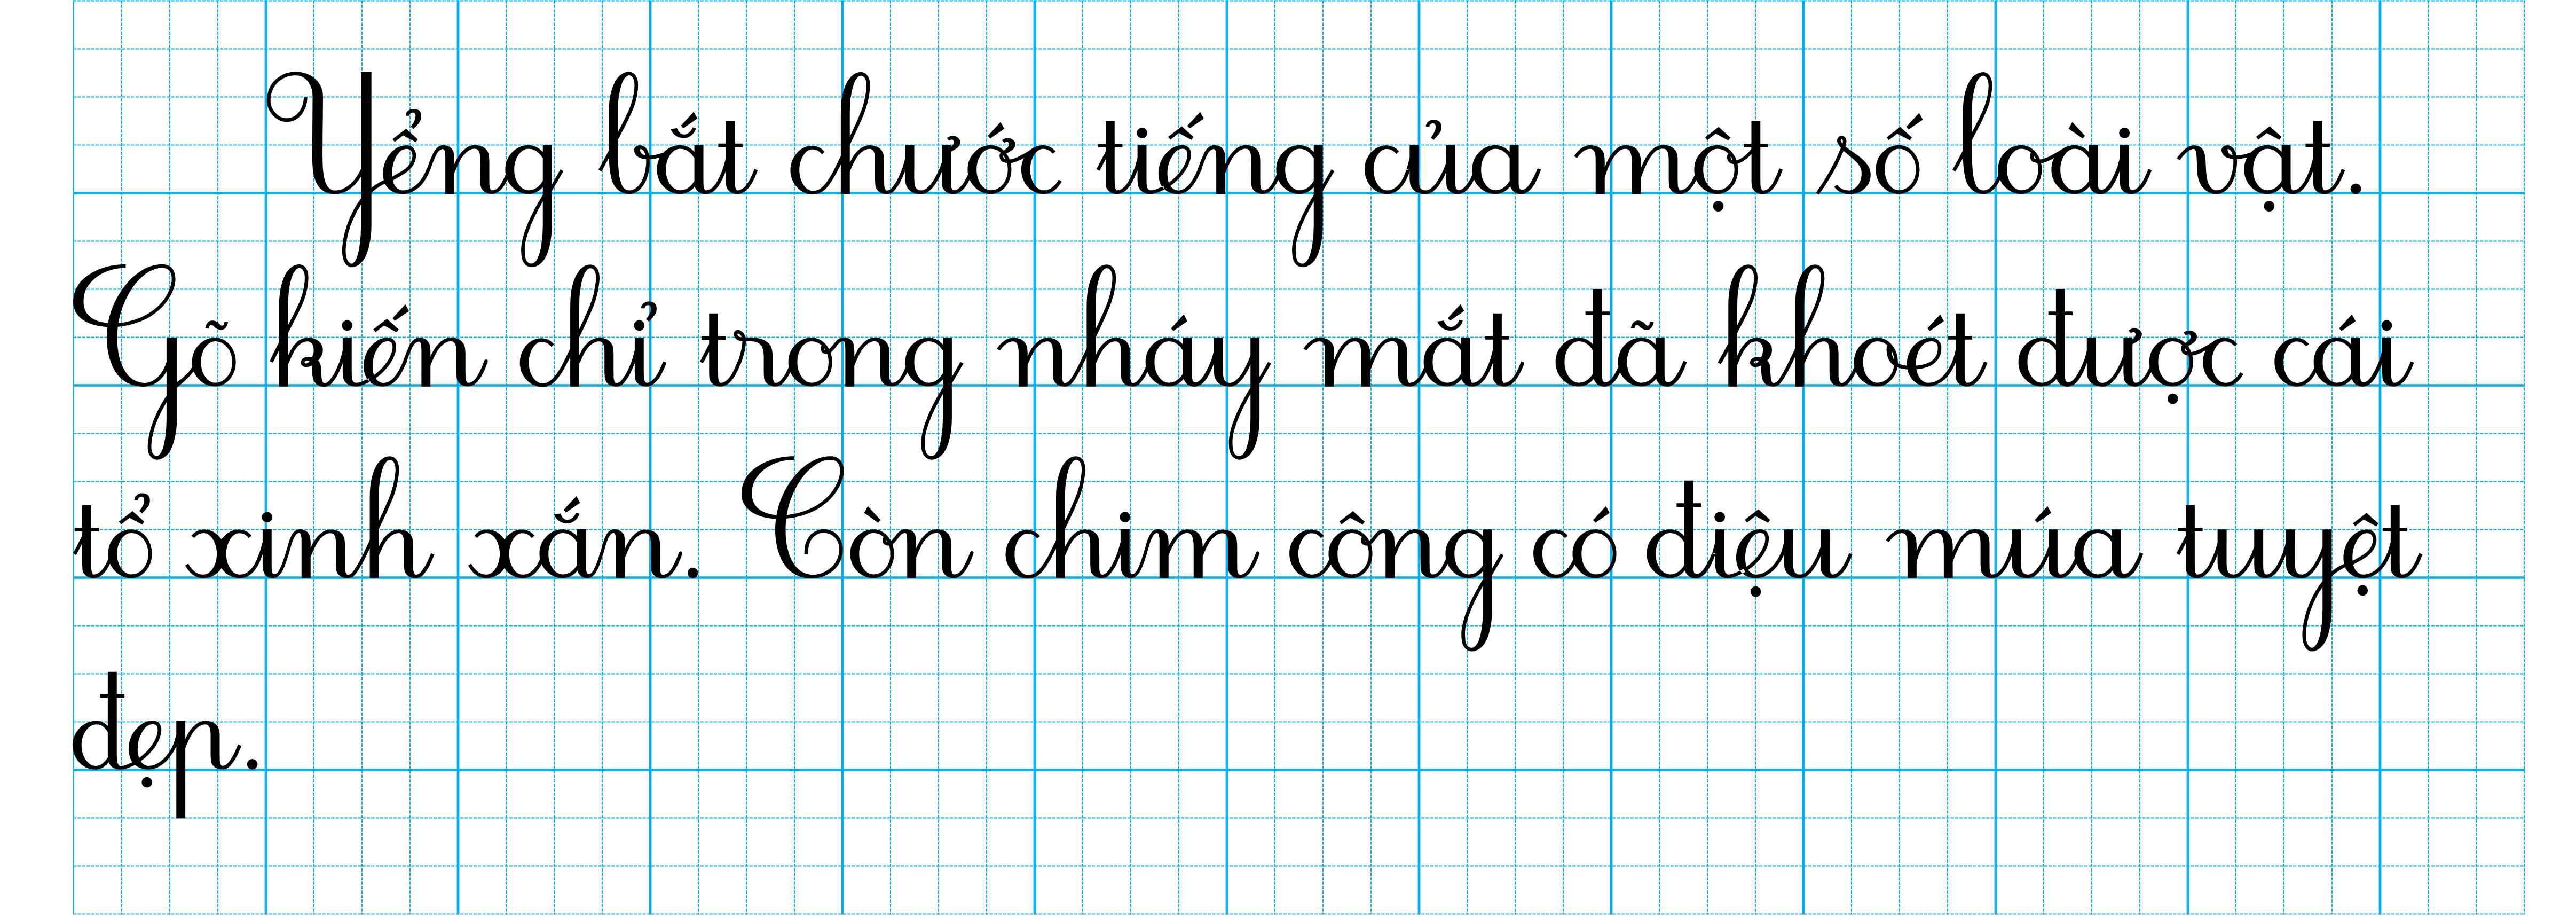 Yểng bắt chước tiếng của một số loài vật.
Gõ kiến chỉ trong nháy mắt đã khoét được cái
tổ xinh xắn. Còn chim công có điệu múa tuyệt
đẹp.